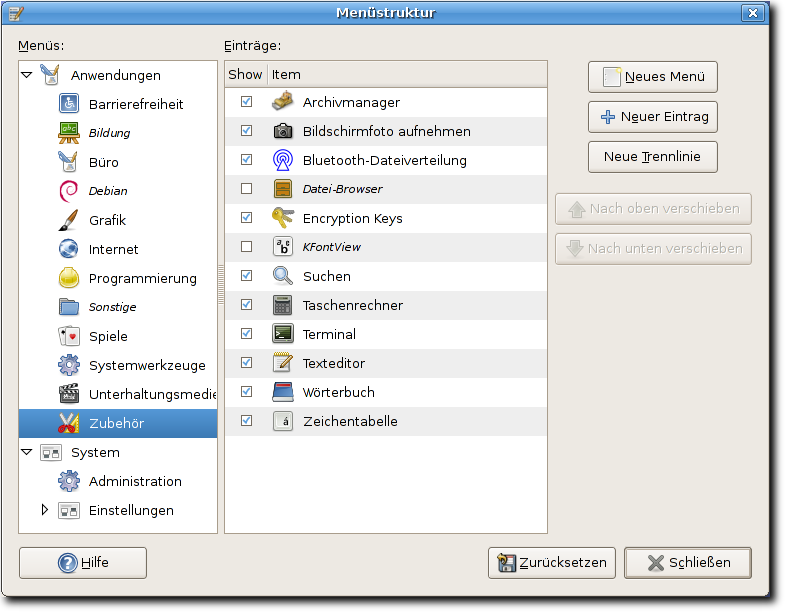 Menüstruktur
Menüs:
Anwendungen
Barrierefreiheit
abc
Bildung
Büro
Debian
Grafik
Internet
Programmierung
Sonstige
Spiele
Systemwerkzeuge
Unterhaltungsmedie
Zubehör
System
Administration
Einstellungen
Einträge:
Show Item
Archivmanager
Bildschirmfoto aufnehmen
Bluetooth-Dateiverteilung
Datei-Browser
Encryption Keys
KFontView
Suchen
Taschenrechner
Terminal
Texteditor
Wörterbuch
á Zeichentabelle
Neues Menü
Neuer Eintrag
Neue Trennlinie
Nach oben verschieben
Nach unten verschieben
Hilfe
Zurücksetzen
Schließen